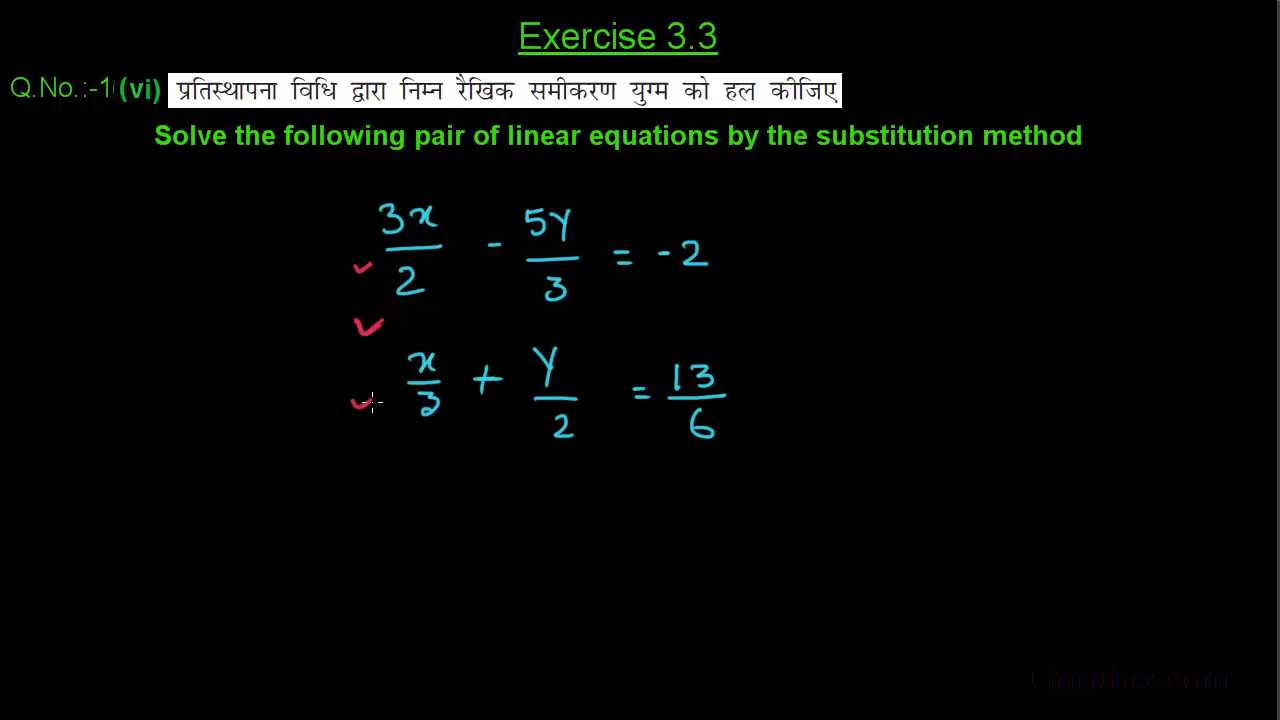 Exercise 3.3
Q.No.:-1(vi) प्रतिस्थापना विधि द्वारा निम्न रैखिक समीकरण युग्म को हल कीजिए
Solve the following pair of linear equations by the substitution method
3x/2 - 5y/3 = -2
x/3 + y/2 = 13/6